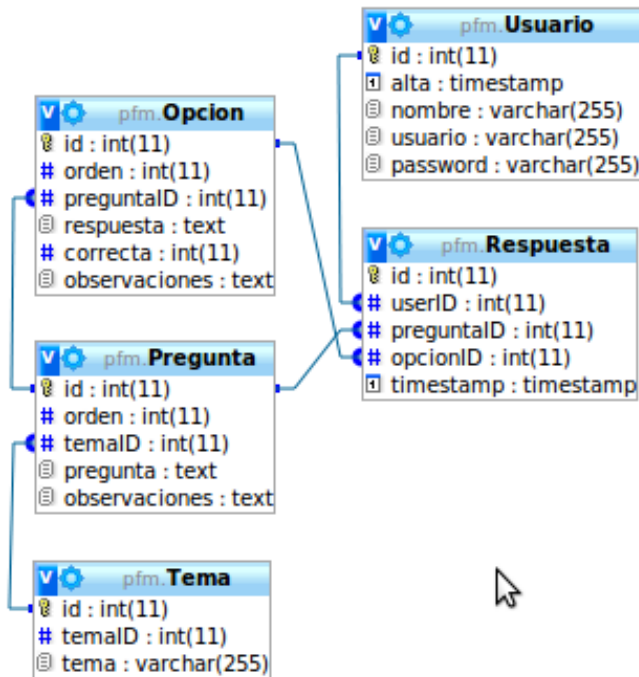 pfm.Usuario
id : int(11)
alta : timestamp
nombre : varchar(255)
usuario : varchar(255)
password : varchar(255)
pfm.Opcion
id : int(11)
orden : int(11)
preguntaID : int(11)
respuesta : text
correcta : int(11)
observaciones : text
pfm.Respuesta
id : int(11)
userID : int(11)
preguntaID : int(11)
opcionID : int(11)
timestamp : timestamp
pfm.Pregunta
id : int(11)
orden : int(11)
temaID : int(11)
pregunta : text
observaciones : text
pfm.Tema
id : int(11)
temaID : int(11)
tema : varchar(255)